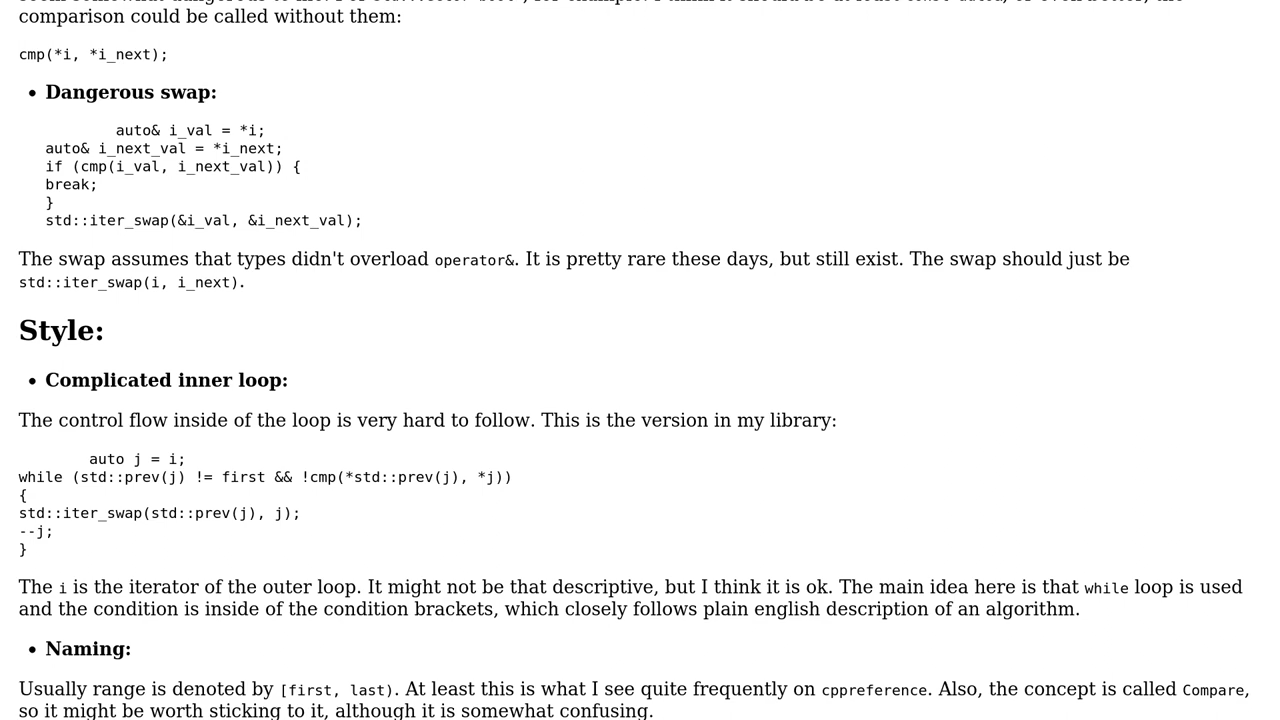 comparison could be called without them:
cmp(*i, *i_next);
• Dangerous swap:
auto& i_val = *i;
auto& i_next_val = *i_next;
if (cmp(i_val, i_next_val)) {
break;
}
std::iter_swap(&i_val, &i_next_val);
The swap assumes that types didn't overload operator&. It is pretty rare these days, but still exist. The swap should just be
std::iter_swap(i, i_next).
Style:
• Complicated inner loop:
The control flow inside of the loop is very hard to follow. This is the version in my library:
auto j = i;
while (std::prev(j) != first && !cmp(*std::prev(j), *j))
{
std::iter_swap(std::prev(j), j);
--j;
}
The i is the iterator of the outer loop. It might not be that descriptive, but I think it is ok. The main idea here is that while loop is used
and the condition is inside of the condition brackets, which closely follows plain english description of an algorithm.
• Naming:
Usually range is denoted by [first, last). At least this is what I see quite frequently on cppreference. Also, the concept is called Compare,
so it might be worth sticking to it, although it is somewhat confusing.